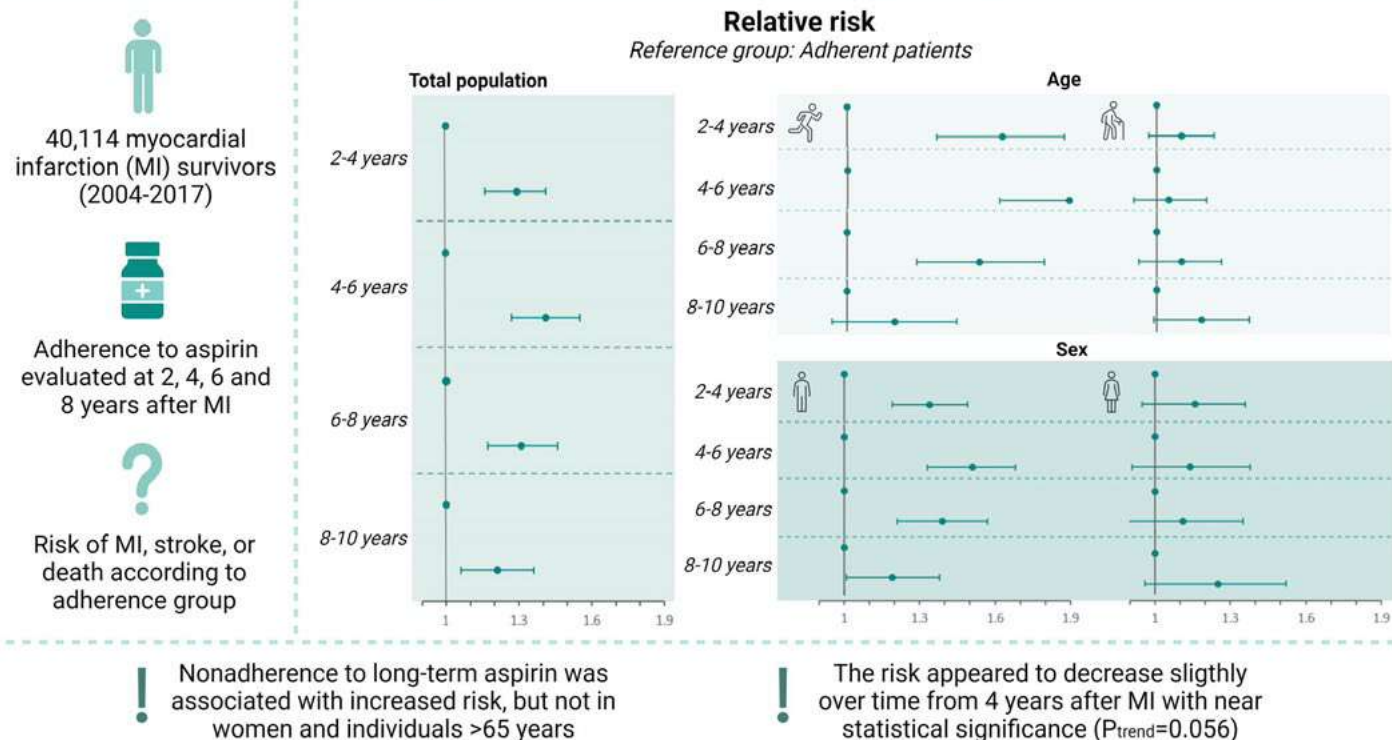 40,114 myocardial
infarction (MI) survivors
(2004-2017)
Adherence to aspirin
evaluated at 2, 4, 6 and
8 years after MI
Risk of MI, stroke, or
death according to
adherence group
Relative risk
Reference group: Adherent patients
Total population
2-4 years
4-6 years
6-8 years
8-10 years
1 1.3 1.6 1.9
Age
2-4 years
4-6 years
6-8 years
8-10 years
Sex
2-4 years
4-6 years
6-8 years
8-10 years
1 1.3 1.6 1.9 1 1.3 1.6 1.9
! Nonadherence to long-term aspirin was
associated with increased risk, but not in
women and individuals >65 years
! The risk appeared to decrease sligthly
over time from 4 years after MI with near
statistical significance (Ptrend=0.056)